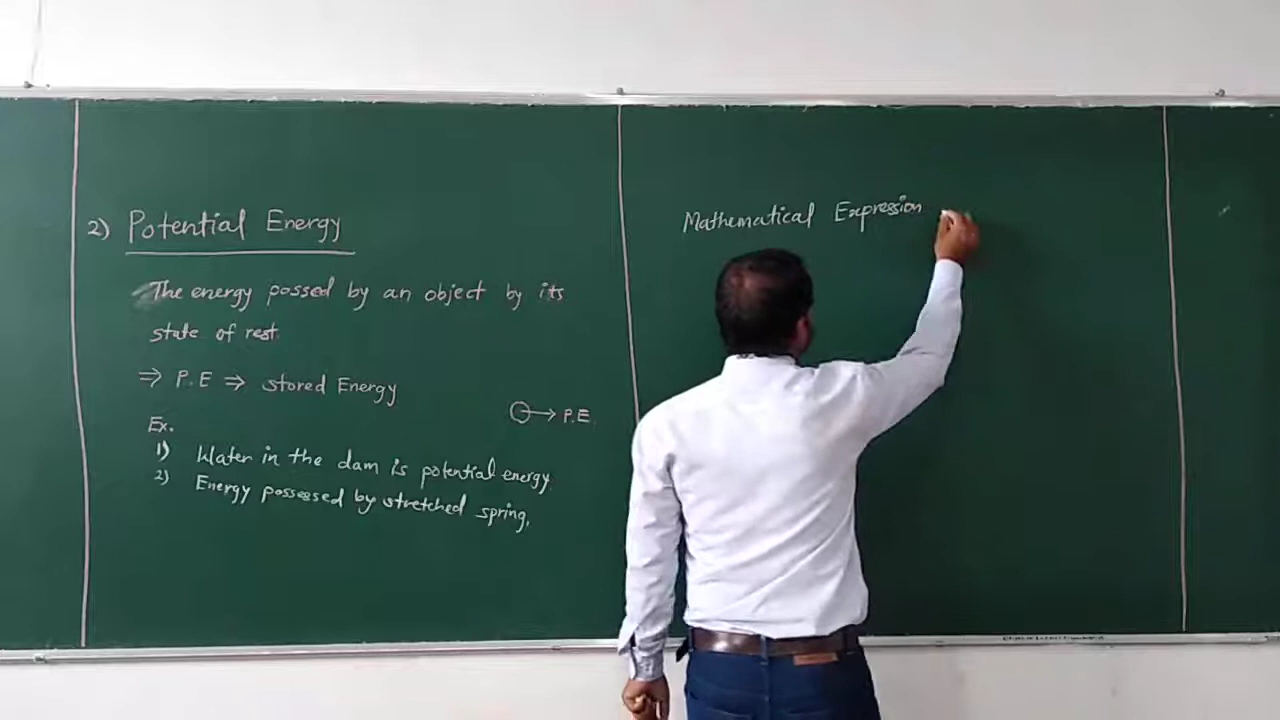 2) Potential Energy
The energy possed by an object by its
state of rest.
⇒ P.E ⇒ stored Energy
→ P.E.
Ex.
1) Water in the dam is potential energy.
2) Energy possessed by stretched spring,
Mathematical Expression